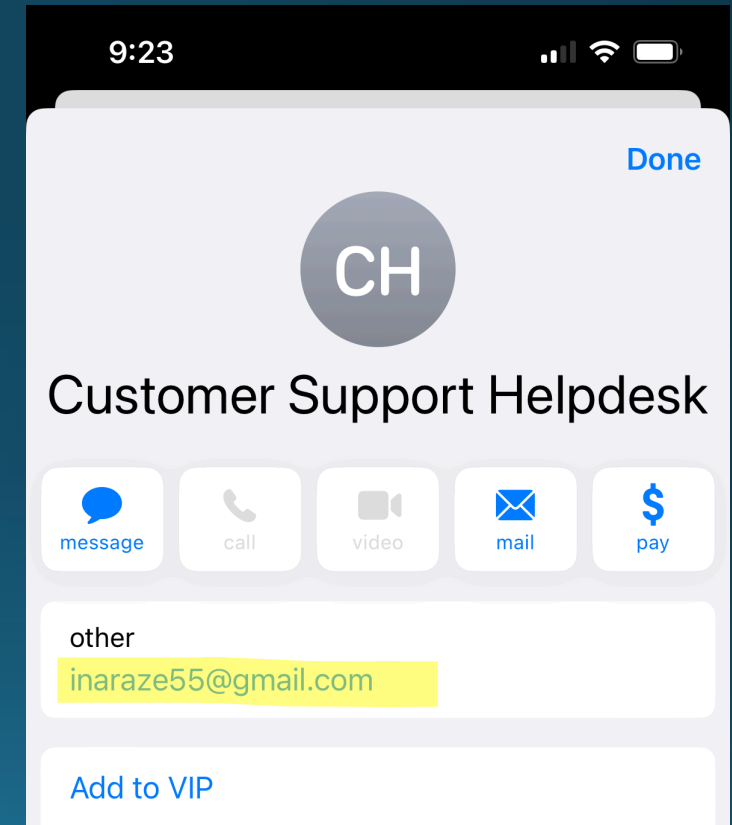 9:23
Done
CH
Customer Support Helpdesk
message call video mail pay
other
inaraze55@gmail.com
Add to VIP